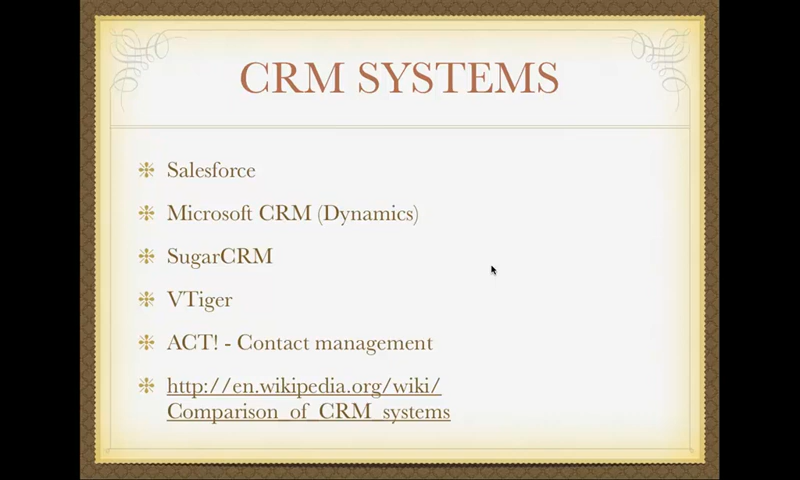 CRM SYSTEMS
Salesforce
Microsoft CRM (Dynamics)
SugarCRM
VTiger
ACT! - Contact management
http://en.wikipedia.org/wiki/
Comparison_of_CRM_systems